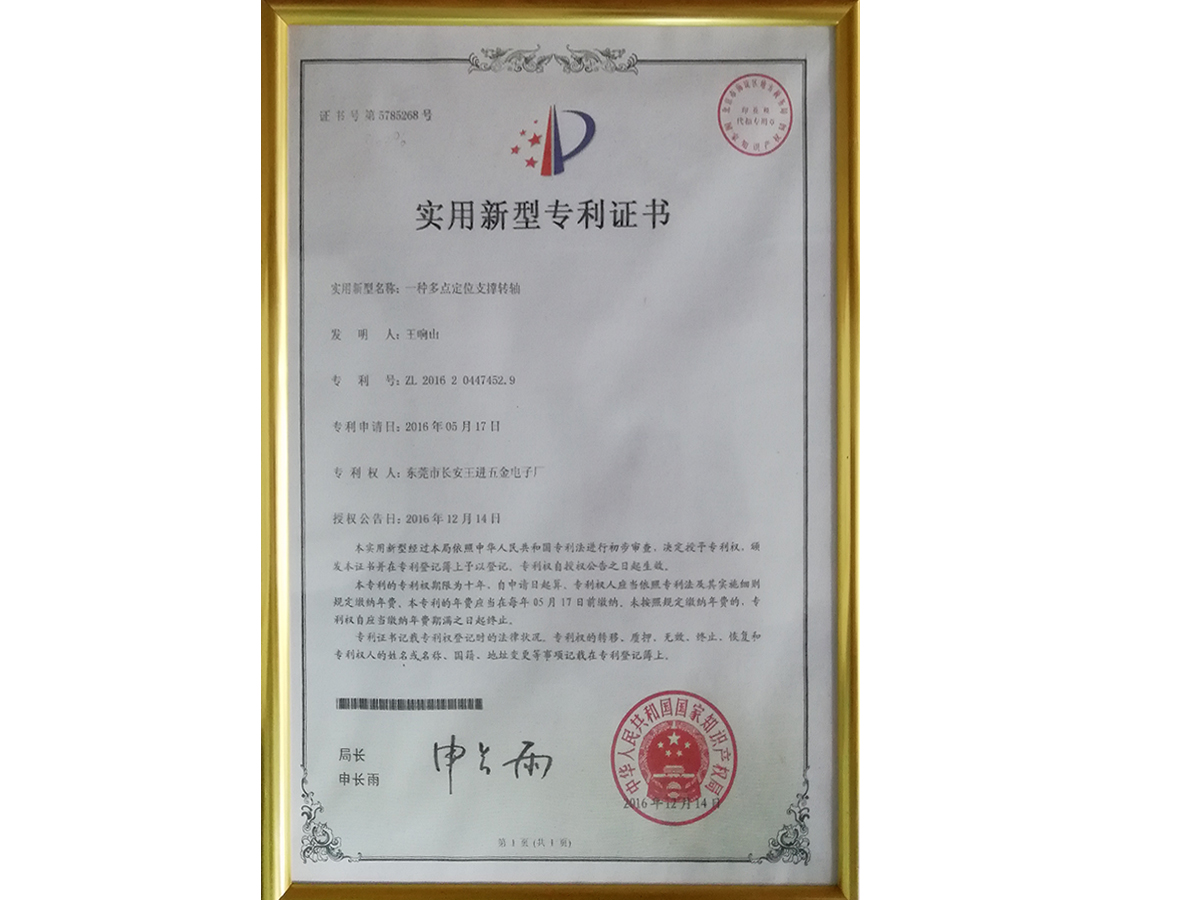 证书号第5785268号
实用新型专利证书
实用新型名称：一种多点定位支撑转轴
发 明 人：王响山
专 利 号：ZL 2016 2 0447452.9
专利申请日：2016年05月17日
专 利 权 人：东莞市长安王进五金电子厂
授权公告日：2016年12月14日
本实用新型经过本局依照中华人民共和国专利法进行初步审查，决定授予专利权，颁
发本证书并在专利登记簿上予以登记。专利权自授权公告之日起生效。
本专利的专利权期限为十年，自申请日起算。专利权人应当依照专利法及其实施细则
规定缴纳年费。本专利的年费应当在每年05月17日前缴纳。未按照规定缴纳年费的，专
利权自应当缴纳年费期满之日起终止。
专利证书记载专利权登记时的法律状况。专利权的转移、质押、无效、终止、恢复和
专利权人的姓名或名称、国籍、地址变更等事项记载在专利登记簿上。
局长
申长雨
申长雨
中华人民共和国国家知识产权局
2016年12月14日
第 1 页 (共 1 页)